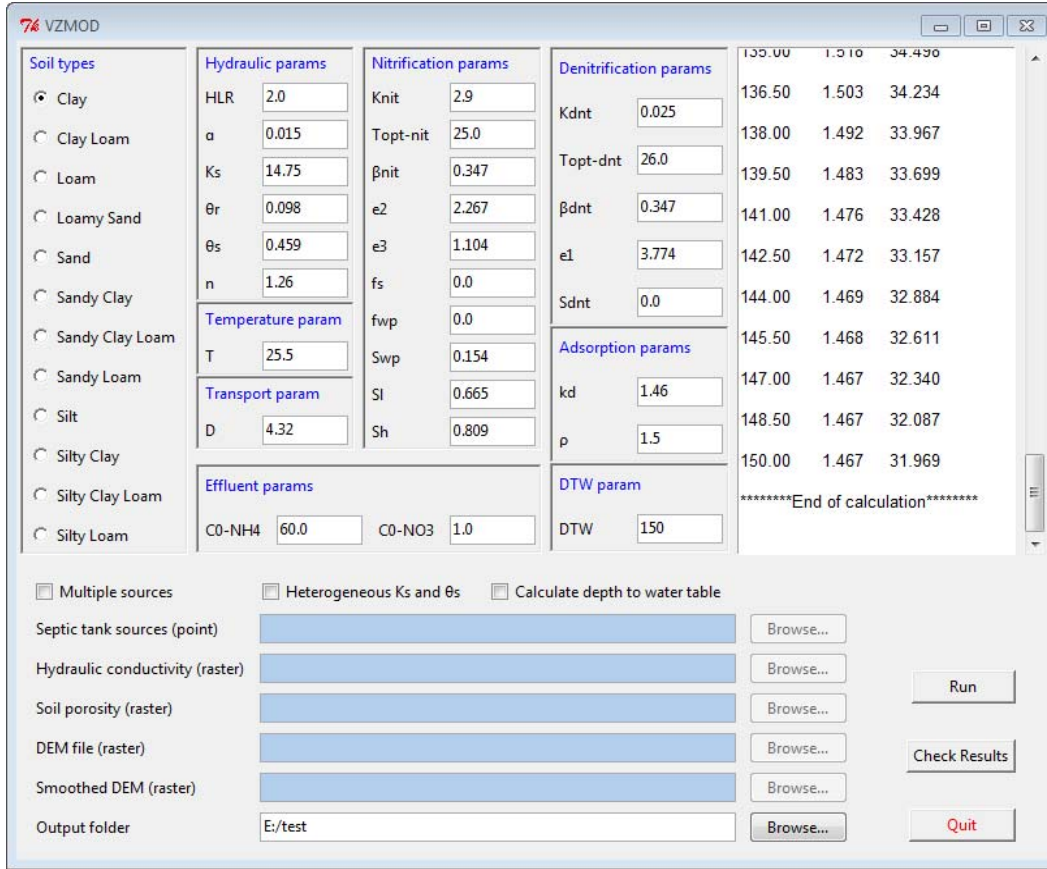 VZMOD
Soil types
Clay
Clay Loam
Loam
Loamy Sand
Sand
Sandy Clay
Sandy Clay Loam
Sandy Loam
Silt
Silty Clay
Silty Clay Loam
Silty Loam
Hydraulic params
HLR 2.0
α 0.015
Ks 14.75
θr 0.098
θs 0.459
n 1.26
Temperature param
T 25.5
Transport param
D 4.32
Nitrification params
Knit 2.9
Topt-nit 25.0
βnit 0.347
e2 2.267
e3 1.104
fs 0.0
fwp 0.0
Swp 0.154
Sl 0.665
Sh 0.809
Effluent params
C0-NH4 60.0 C0-NO3 1.0
Denitrification params
Kdnt 0.025
Topt-dnt 26.0
βdnt 0.347
e1 3.774
Sdnt 0.0
Adsorption params
kd 1.46
ρ 1.5
DTW param
DTW 150
135.00 1.516 34.498
136.50 1.503 34.234
138.00 1.492 33.967
139.50 1.483 33.699
141.00 1.476 33.428
142.50 1.472 33.157
144.00 1.469 32.884
145.50 1.468 32.611
147.00 1.467 32.340
148.50 1.467 32.087
150.00 1.467 31.969
********End of calculation********
Multiple sources Heterogeneous Ks and θs Calculate depth to water table
Septic tank sources (point) Browse...
Hydraulic conductivity (raster) Browse...
Soil porosity (raster) Browse...
DEM file (raster) Browse...
Smoothed DEM (raster) Browse...
Output folder E:/test Browse...
Run
Check Results
Quit